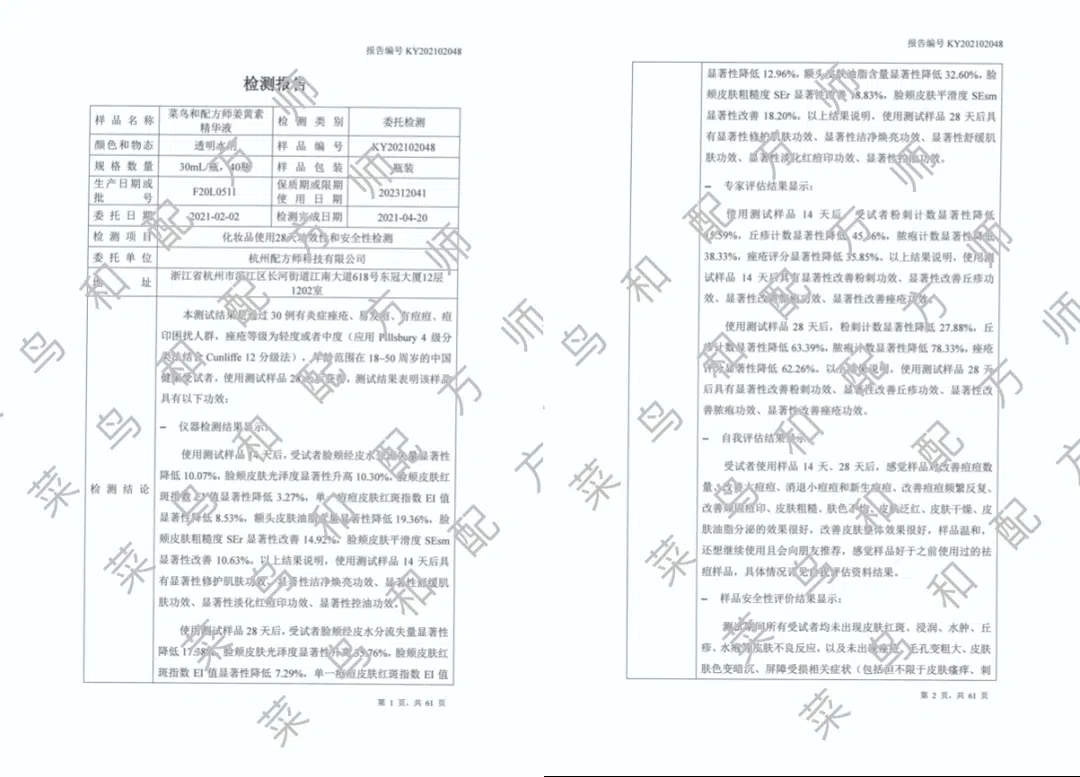 报告编号 KY202102048
检测报告
样品名称 菜鸟和配方师姜黄素精华液 检测类别 委托检测
颜色和物态 透明水剂 样品编号 KY202102048
规格数量 30mL/瓶，40瓶 样品包装 瓶装
生产日期或批号 F20L0511 保质期或限期使用日期 202312041
委托日期 2021-02-02 检测完成日期 2021-04-20
检测项目 化妆品使用28天功效性和安全性检测
委托单位 杭州配方师科技有限公司
地址 浙江省杭州市滨江区长河街道江南大道618号东冠大厦12层
1202室
检测结论
本测试结果是通过 30 例有炎症痤疮、易发痘、有痘痘、痘
印困扰人群，痤疮等级为轻度或者中度（应用 Pillsbury 4 级分
类法结合 Cunliffe 12 分级法），年龄范围在 18~50 周岁的中国
健康受试者，使用测试样品 28 天后获得，测试结果表明该样品
具有以下功效：
– 仪器检测结果显示：
使用测试样品 14 天后，受试者脸颊经皮水分流失量显著性
降低 10.07%，脸颊皮肤光泽度显著性升高 10.30%，脸颊皮肤红
斑指数 EI 值显著性降低 3.27%，单一痘痘皮肤红斑指数 EI 值
显著性降低 8.53%，额头皮肤油脂含量显著性降低 19.36%，脸
颊皮肤粗糙度 SEr 显著性改善 14.92%，脸颊皮肤平滑度 SEsm
显著性改善 10.63%。以上结果说明，使用测试样品 14 天后具
有显著性修护肌肤功效、显著性洁净焕亮功效、显著性舒缓肌
肤功效、显著性淡化红痘印功效、显著性控油功效。
使用测试样品 28 天后，受试者脸颊经皮水分流失量显著性
降低 17.38%，脸颊皮肤光泽度显著性升高 35.76%，脸颊皮肤红斑
指数 EI 值显著性降低 7.29%，单一痘痘皮肤红斑指数 EI 值
第 1 页，共 61 页
报告编号 KY202102048
显著性降低 12.96%，额头皮肤油脂含量显著性降低 32.60%，脸
颊皮肤粗糙度 SEr 显著性改善 18.83%，脸颊皮肤平滑度 SEsm
显著性改善 18.20%。以上结果说明，使用测试样品 28 天后具
有显著性修护肌肤功效、显著性洁净焕亮功效、显著性舒缓肌
肤功效、显著性淡化红痘印功效、显著性控油功效。
– 专家评估结果显示：
使用测试样品 14 天后，受试者粉刺计数显著性降低
，丘疹计数显著性降低 ，脓疱计数显著性降低
38.33%，痤疮评分显著性降低 35.85%。以上结果说明，使用测
试样品 14 天后具有显著性改善粉刺功效、显著性改善丘疹功
效、显著性改善脓疱功效、显著性改善痤疮功效。
使用测试样品 28 天后，粉刺计数显著性降低 27.88%，丘
疹计数显著性降低 63.39%，脓疱计数显著性降低 78.33%，痤疮
评分显著性降低 62.26%。以上结果说明，使用测试样品 28 天
后具有显著性改善粉刺功效、显著性改善丘疹功效、显著性改
善脓疱功效、显著性改善痤疮功效。
– 自我评估结果显示：
受试者使用样品 14 天、28 天后，感觉样品对改善痘痘数
量、改善大痘痘、消退小痘痘和新生痘痘、改善痘痘频繁反复、
改善顽固痘印、皮肤粗糙、肤色不均、皮肤泛红、皮肤干燥、皮
肤油脂分泌的效果很好，改善皮肤整体效果很好，样品温和，
还想继续使用且会向朋友推荐，感觉样品好于之前使用过的祛
痘样品，具体情况详见自我评估资料结果。
– 样品安全性评价结果显示：
测试期间所有受试者均未出现皮肤红斑、浸润、水肿、丘
疹、水疱等皮肤不良反应，以及未出现痤疮、毛孔变粗大、皮肤
肤色变暗沉、屏障受损相关症状（包括但不限于皮肤瘙痒、刺
第 2 页，共 61 页
菜鸟和配方师